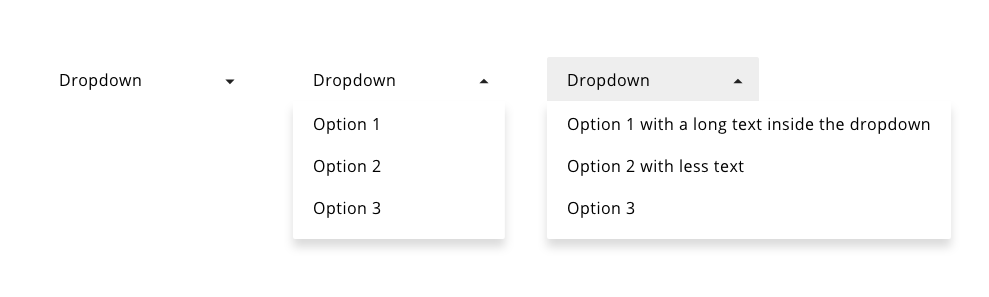 Dropdown
Dropdown
Option 1
Option 2
Option 3
Dropdown
Option 1 with a long text inside the dropdown
Option 2 with less text
Option 3